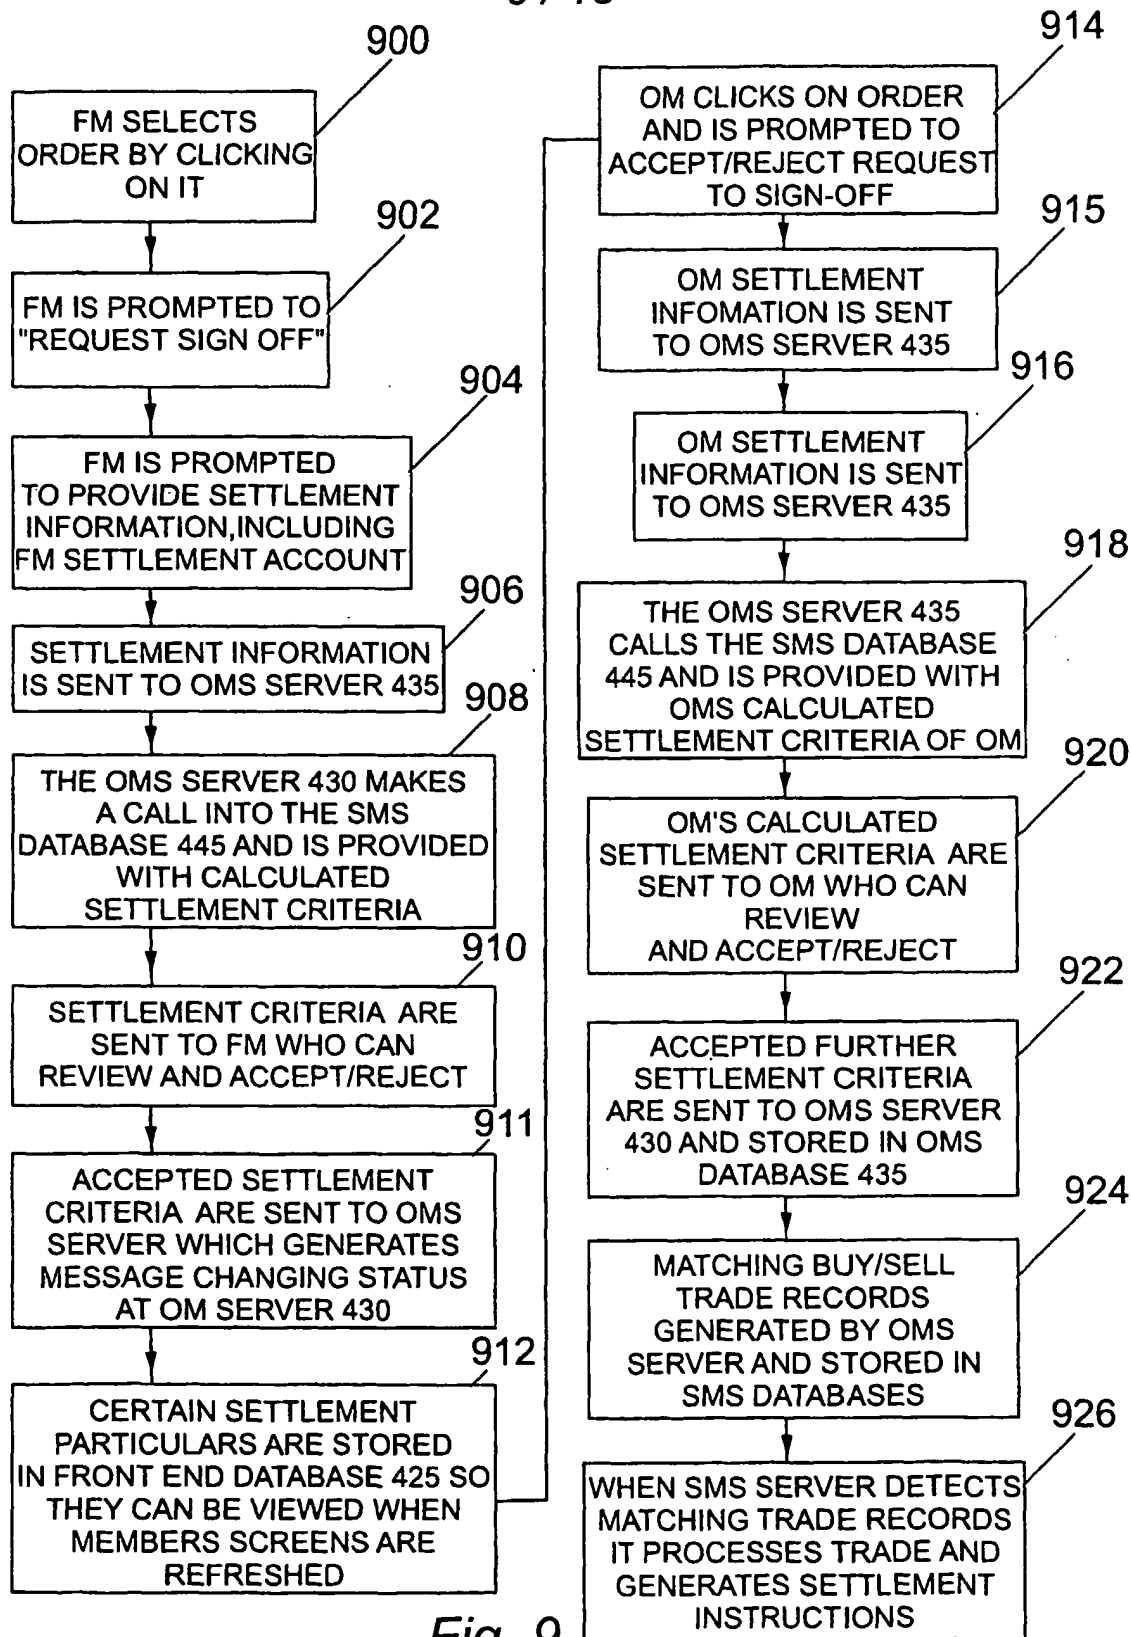 900
FM SELECTS
ORDER BY CLICKING
ON IT
902
FM IS PROMPTED TO
"REQUEST SIGN OFF"
904
FM IS PROMPTED
TO PROVIDE SETTLEMENT
INFORMATION,INCLUDING
FM SETTLEMENT ACCOUNT
906
SETTLEMENT INFORMATION
IS SENT TO OMS SERVER 435
908
THE OMS SERVER 430 MAKES
A CALL INTO THE SMS
DATABASE 445 AND IS PROVIDED
WITH CALCULATED
SETTLEMENT CRITERIA
910
SETTLEMENT CRITERIA ARE
SENT TO FM WHO CAN
REVIEW AND ACCEPT/REJECT
911
ACCEPTED SETTLEMENT
CRITERIA ARE SENT TO OMS
SERVER WHICH GENERATES
MESSAGE CHANGING STATUS
AT OM SERVER 430
912
CERTAIN SETTLEMENT
PARTICULARS ARE STORED
IN FRONT END DATABASE 425 SO
THEY CAN BE VIEWED WHEN
MEMBERS SCREENS ARE
REFRESHED
914
OM CLICKS ON ORDER
AND IS PROMPTED TO
ACCEPT/REJECT REQUEST
TO SIGN-OFF
915
OM SETTLEMENT
INFOMATION IS SENT
TO OMS SERVER 435
916
OM SETTLEMENT
INFORMATION IS SENT
TO OMS SERVER 435
918
THE OMS SERVER 435
CALLS THE SMS DATABASE
445 AND IS PROVIDED WITH
OMS CALCULATED
SETTLEMENT CRITERIA OF OM
920
OM'S CALCULATED
SETTLEMENT CRITERIA ARE
SENT TO OM WHO CAN
REVIEW
AND ACCEPT/REJECT
922
ACCEPTED FURTHER
SETTLEMENT CRITERIA
ARE SENT TO OMS SERVER
430 AND STORED IN OMS
DATABASE 435
924
MATCHING BUY/SELL
TRADE RECORDS
GENERATED BY OMS
SERVER AND STORED IN
SMS DATABASES
926
WHEN SMS SERVER DETECTS
MATCHING TRADE RECORDS
IT PROCESSES TRADE AND
GENERATES SETTLEMENT
INSTRUCTIONS
Fig. 9